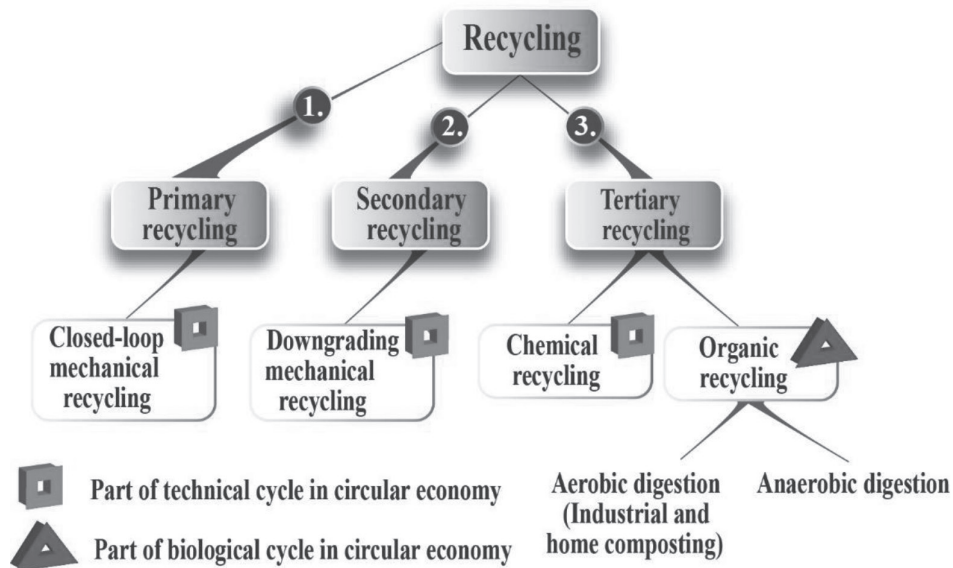 Recycling
1.
2.
3.
Primary
recycling
Secondary
recycling
Tertiary
recycling
Closed-loop
mechanical
recycling
Downgrading
mechanical
recycling
Chemical
recycling
Organic
recycling
Part of technical cycle in circular economy
Part of biological cycle in circular economy
Aerobic digestion
(Industrial and
home composting)
Anaerobic digestion